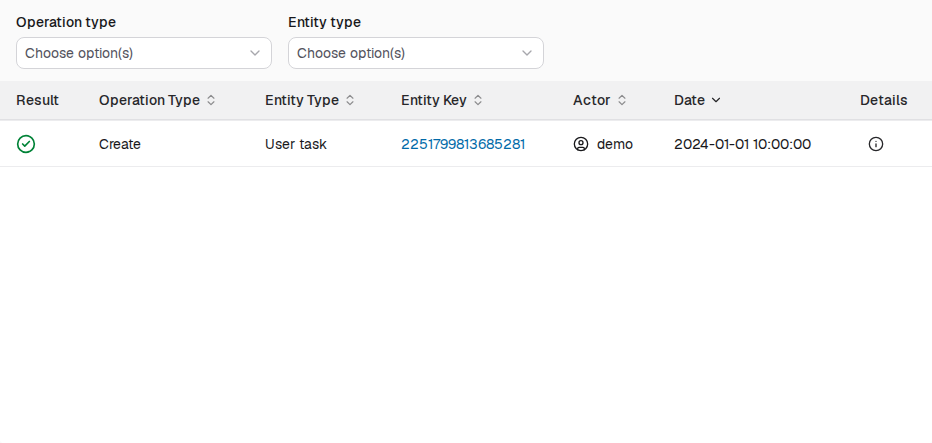 Operation type Entity type
Choose option(s) Choose option(s)
Result Operation Type Entity Type Entity Key Actor Date Details
Create User task 2251799813685281 demo 2024-01-01 10:00:00